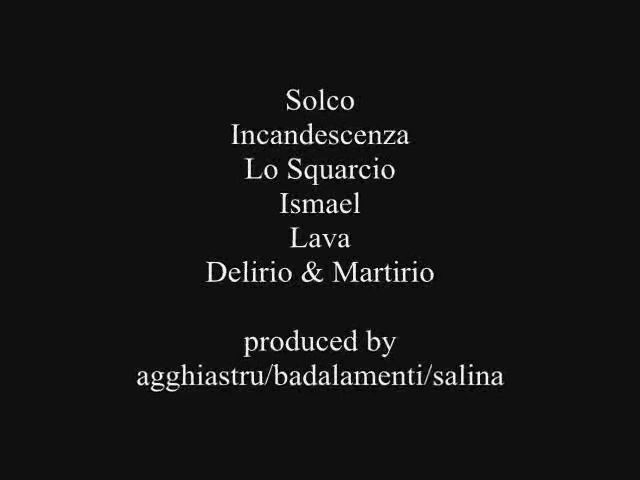 Solco
Incandescenza
Lo Squarcio
Ismael
Lava
Delirio & Martirio
produced by
agghiastru/badalamenti/salina